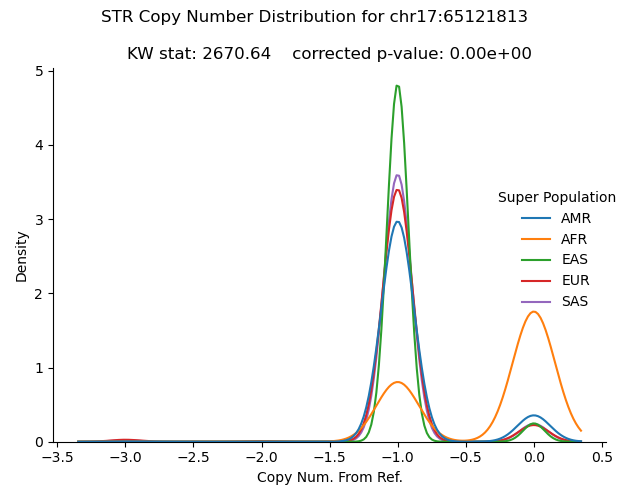 STR Copy Number Distribution for chr17:65121813
KW stat: 2670.64    corrected p-value: 0.00e+00
5
4
3
2
1
0
Density
Super Population
AMR
AFR
EAS
EUR
SAS
−3.5 −3.0 −2.5 −2.0 −1.5 −1.0 −0.5 0.0 0.5
Copy Num. From Ref.